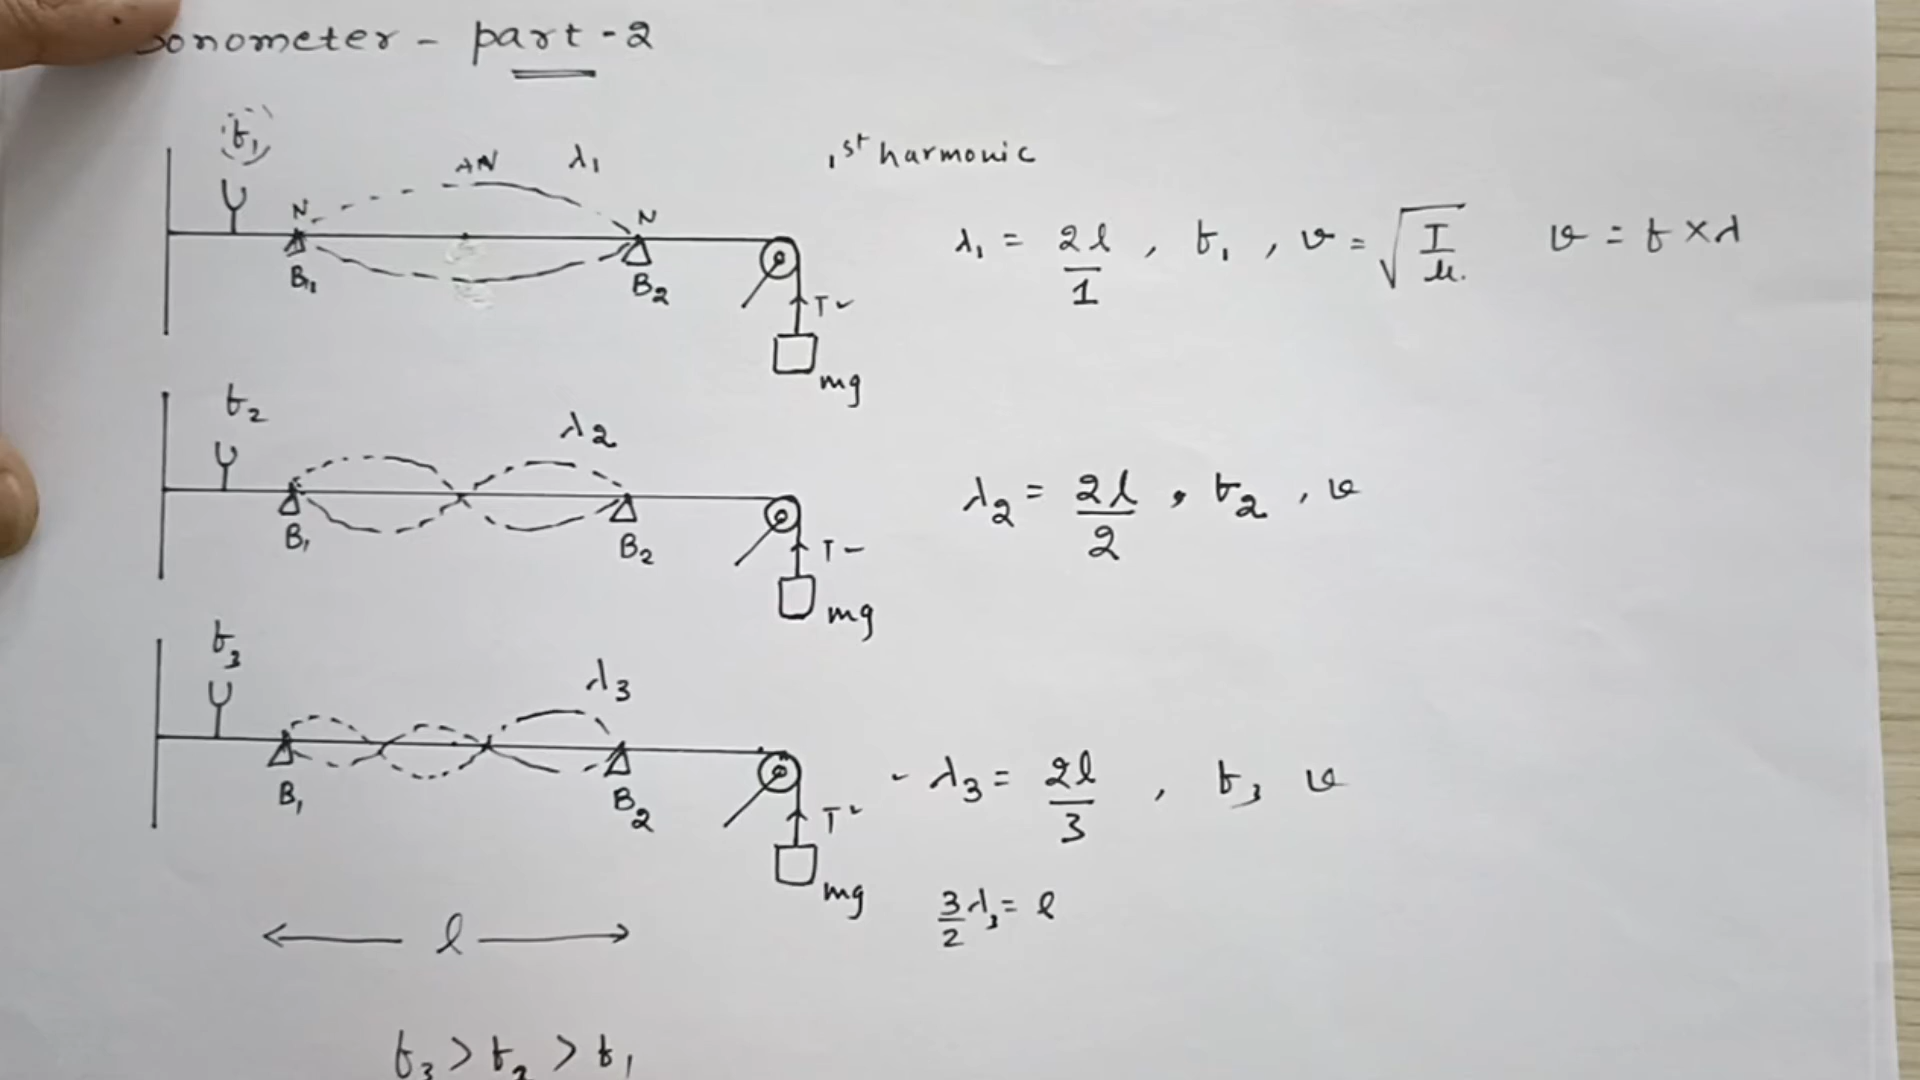 onometer - part-2
f₁
AN λ₁
1st harmonic
N N
λ₁ = 2l/1 , f₁ , v = √(T/μ.) v = f × λ
B₁ B₂
T
mg
f₂
λ₂
λ₂ = 2l/2 , f₂ , v
B₁ B₂
T
mg
f₃
λ₃
λ₃ = 2l/3 , f₃ v
B₁ B₂
T
mg
3/2 λ₃ = l
l
f₃ > f₂ > f₁